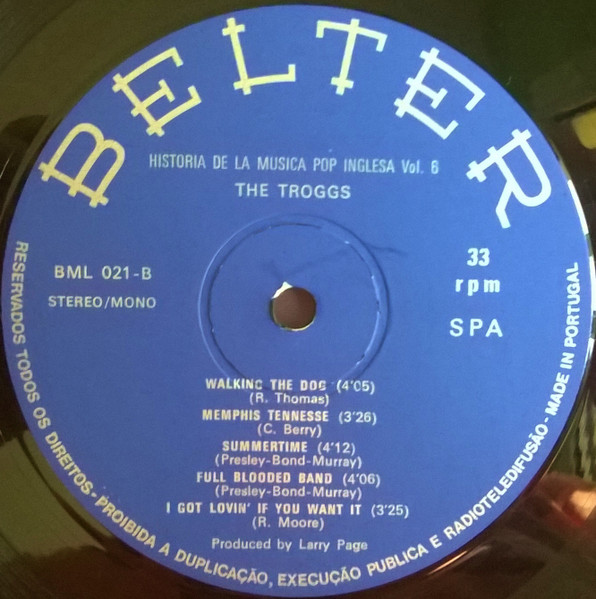 BELTER
HISTORIA DE LA MUSICA POP INGLESA Vol. 6
THE TROGGS
BML 021-B
STEREO/MONO
33
rpm
SPA
WALKING THE DOG (4'05)
(R. Thomas)
MEMPHIS TENNESSE (3'26)
(C. Berry)
SUMMERTIME (4'12)
(Presley-Bond-Murray)
FULL BLOODED BAND (4'06)
(Presley-Bond-Murray)
I GOT LOVIN' IF YOU WANT IT (3'25)
(R. Moore)
Produced by Larry Page
RESERVADOS TODOS OS DIREITOS - PROIBIDA A DUPLICAÇÃO, EXECUÇÃO PUBLICA E RADIOTELEDIFUSÃO - MADE IN PORTUGAL